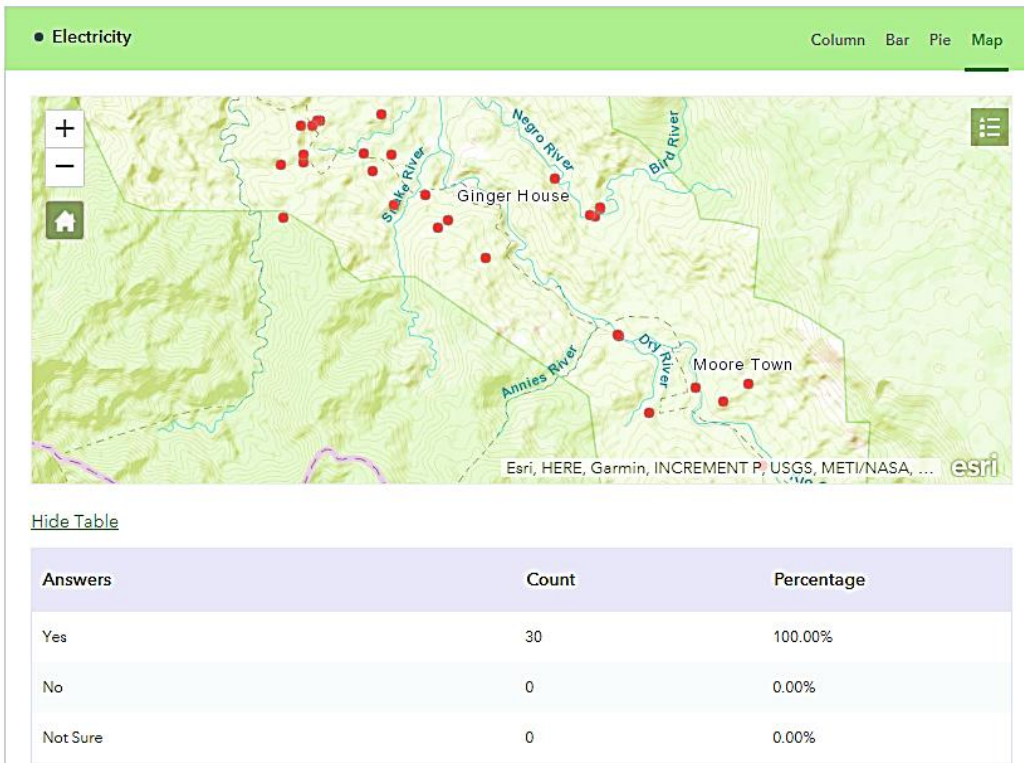 Electricity
Column Bar Pie Map
+
−
Negro River
Bird River
Snake River
Ginger House
Dry River
Moore Town
Annies River
Esri, HERE, Garmin, INCREMENT P, USGS, METI/NASA, ...
esri
Hide Table
Answers Count Percentage
Yes 30 100.00%
No 0 0.00%
Not Sure 0 0.00%